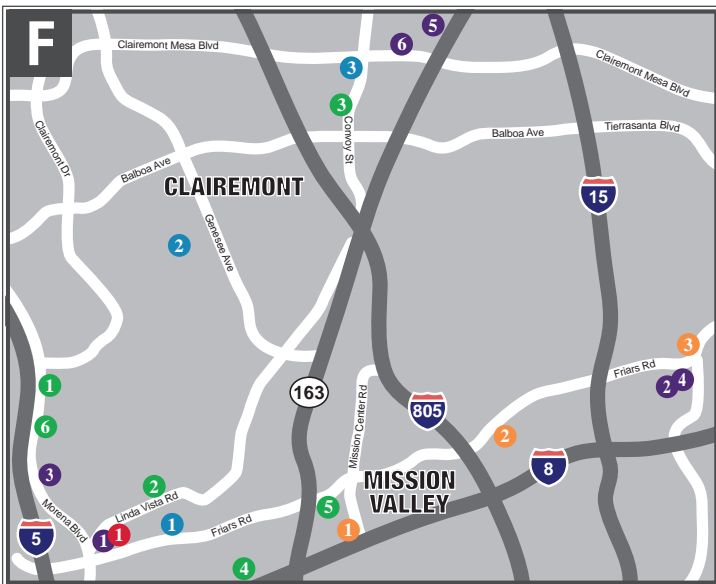 F
5
6
Clairemont Mesa Blvd
Clairemont Mesa Blvd
3
3
Convoy St
Clairemont Dr
Balboa Ave
Balboa Ave
Tierrasanta Blvd
CLAIREMONT
15
Genesee Ave
2
3
Friars Rd
2
4
1
163
Mission Center Rd
805
6
2
8
3
MISSION
VALLEY
2
Linda Vista Rd
5
Morena Blvd
1
Friars Rd
1
1
1
5
4